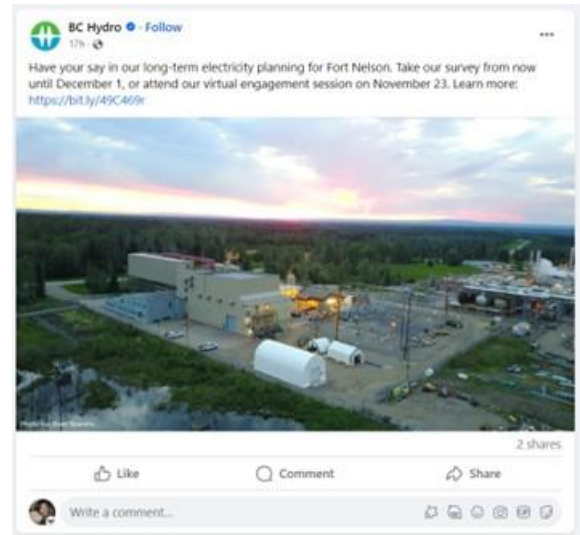 BC Hydro · Follow
17h ·
Have your say in our long-term electricity planning for Fort Nelson. Take our survey from now
until December 1, or attend our virtual engagement session on November 23. Learn more:
https://bit.ly/49C469r
2 shares
Like Comment Share
Write a comment...
GIF